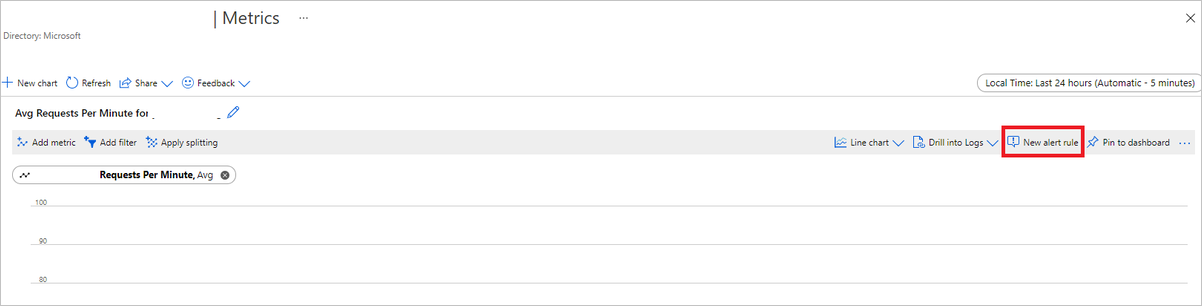 | Metrics ...
Directory: Microsoft
New chart Refresh Share Feedback
Local Time: Last 24 hours (Automatic - 5 minutes)
Avg Requests Per Minute for
Add metric Add filter Apply splitting Line chart Drill into Logs New alert rule Pin to dashboard ...
Requests Per Minute, Avg
100
90
80